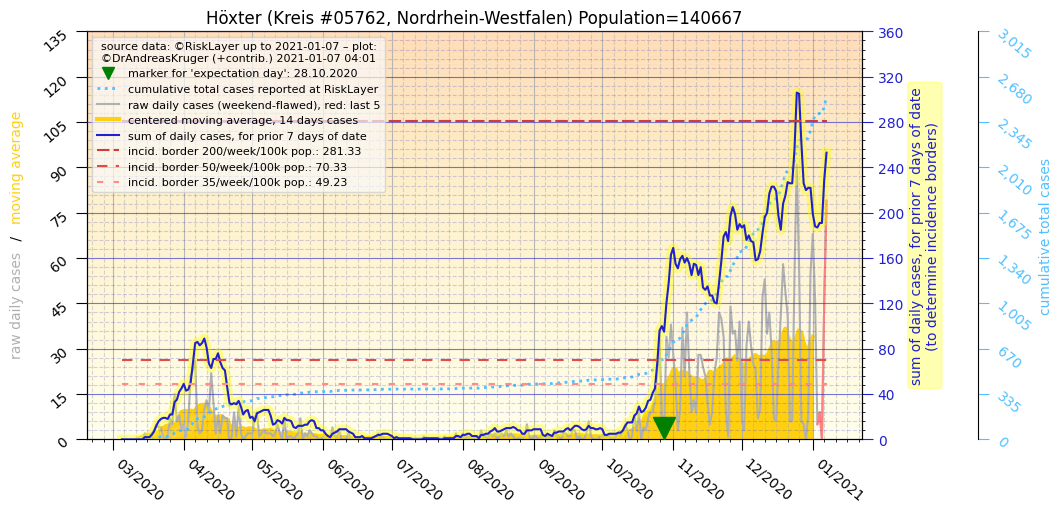 Höxter (Kreis #05762, Nordrhein-Westfalen) Population=140667
source data: ©RiskLayer up to 2021-01-07 – plot:
©DrAndreasKruger (+contrib.) 2021-01-07 04:01
marker for 'expectation day': 28.10.2020
cumulative total cases reported at RiskLayer
raw daily cases (weekend-flawed), red: last 5
centered moving average, 14 days cases
sum of daily cases, for prior 7 days of date
incid. border 200/week/100k pop.: 281.33
incid. border 50/week/100k pop.: 70.33
incid. border 35/week/100k pop.: 49.23
raw daily cases / moving average
135
120
105
90
75
60
45
30
15
0
03/2020
04/2020
05/2020
06/2020
07/2020
08/2020
09/2020
10/2020
11/2020
12/2020
01/2021
360
320
280
240
200
160
120
80
40
0
sum of daily cases, for prior 7 days of date
(to determine incidence borders)
3,015
2,680
2,345
2,010
1,675
1,340
1,005
670
335
0
cumulative total cases